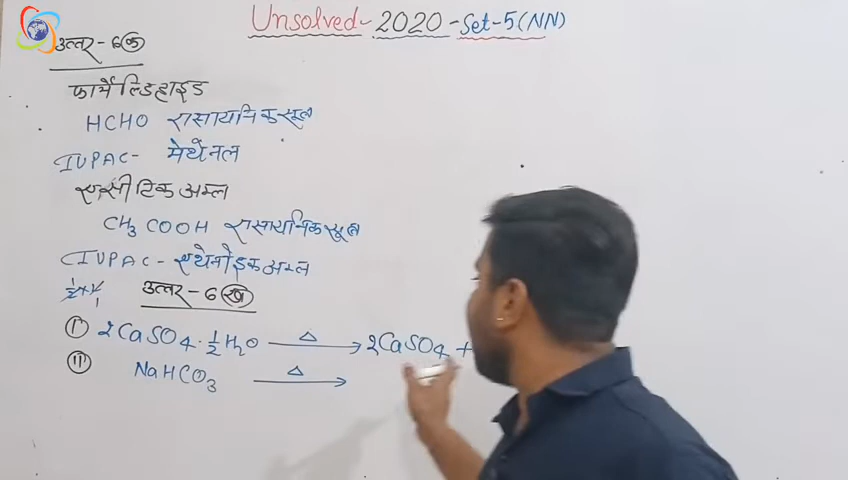 Unsolved-2020-Set-5(NN)
उत्तर-6(क)
फार्मेल्डिहाइड
HCHO रासायनिक सूत्र
IUPAC- मेथेनल
एसीटिक अम्ल
CH₃COOH रासायनिक सूत्र
IUPAC- एथेनोइक अम्ल
उत्तर-6(ख)
(i) 2CaSO₄·½H₂O —Δ→ 2CaSO₄ +
(ii) NaHCO₃ —Δ→